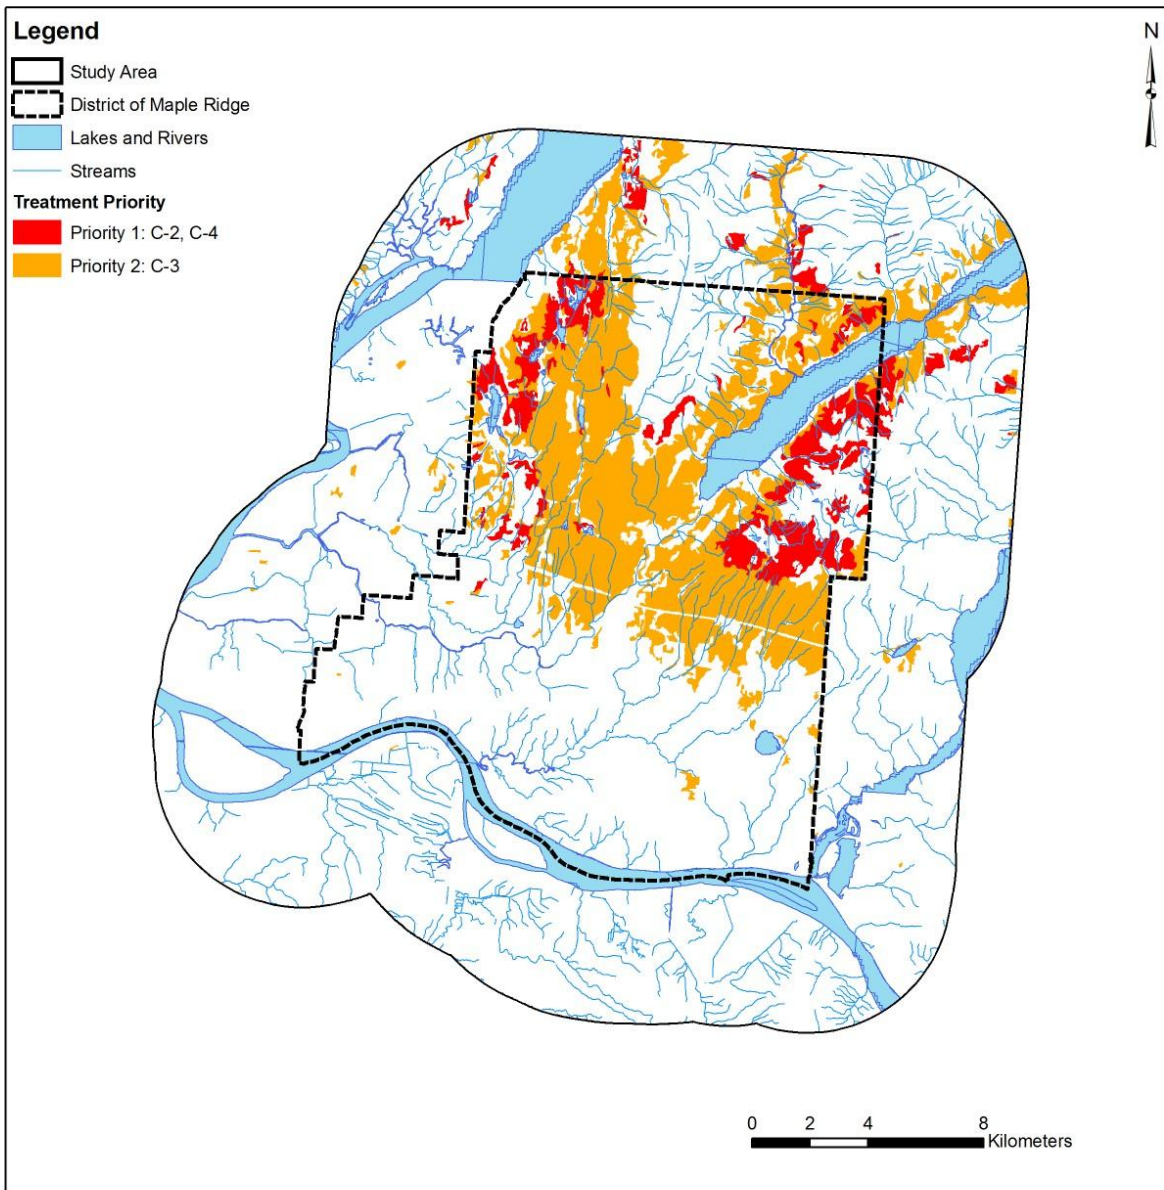 Legend
N
Study Area
District of Maple Ridge
Lakes and Rivers
Streams
Treatment Priority
Priority 1: C-2, C-4
Priority 2: C-3
0 2 4 8
Kilometers